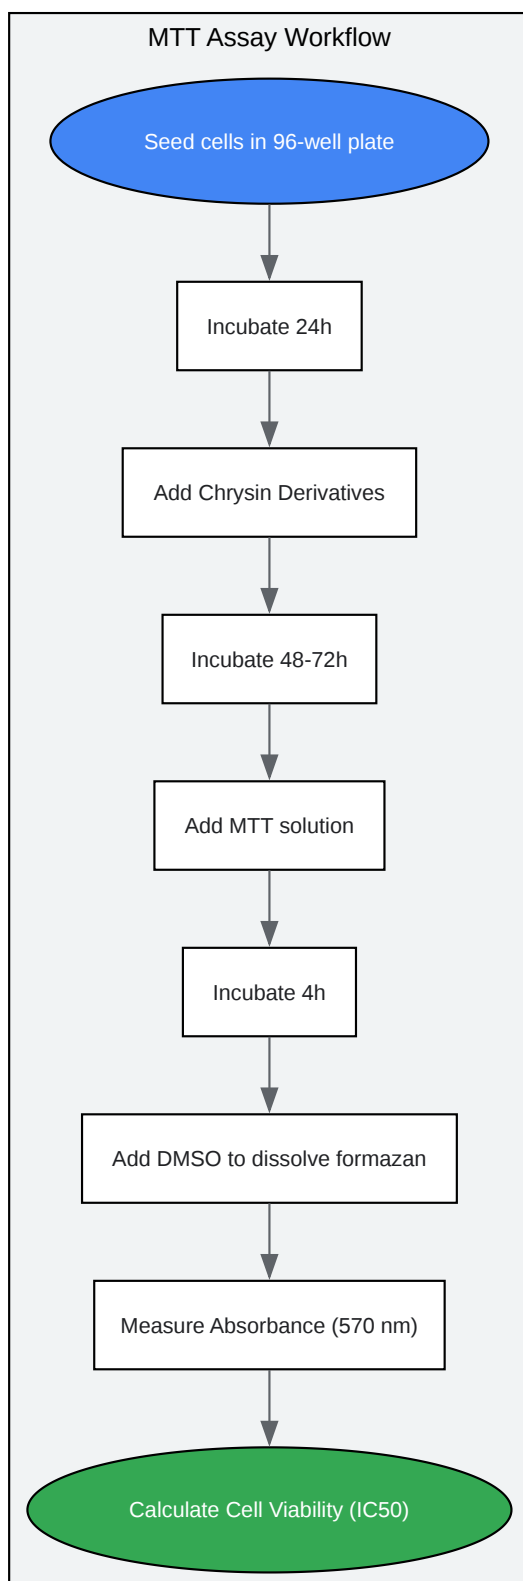 MTT Assay Workflow
Seed cells in 96-well plate
Incubate 24h
Add Chrysin Derivatives
Incubate 48-72h
Add MTT solution
Incubate 4h
Add DMSO to dissolve formazan
Measure Absorbance (570 nm)
Calculate Cell Viability (IC50)